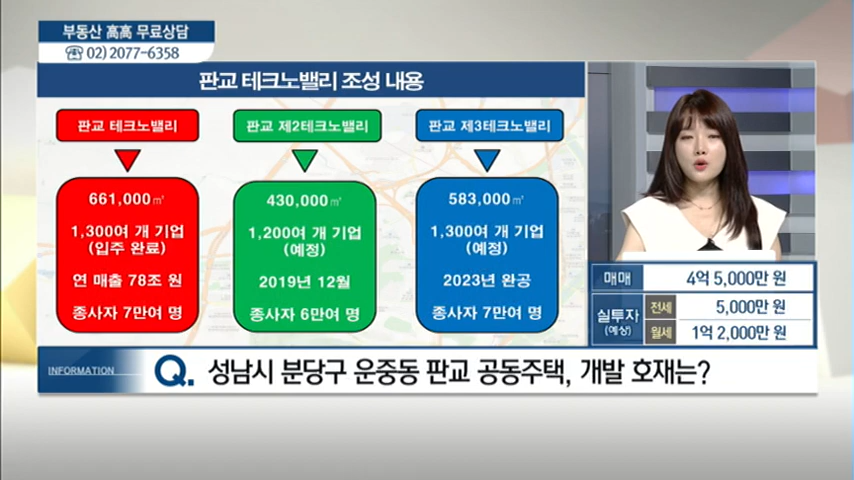 부동산 高高 무료상담
☎ 02) 2077-6358
판교 테크노밸리 조성 내용
판교 테크노밸리
661,000㎡
1,300여 개 기업
(입주 완료)
연 매출 78조 원
종사자 7만여 명
판교 제2테크노밸리
430,000㎡
1,200여 개 기업
(예정)
2019년 12월
종사자 6만여 명
판교 제3테크노밸리
583,000㎡
1,300여 개 기업
(예정)
2023년 완공
종사자 7만여 명
매매 4억 5,000만 원
실투자
(예상)
전세 5,000만 원
월세 1억 2,000만 원
INFORMATION
Q. 성남시 분당구 운중동 판교 공동주택, 개발 호재는?